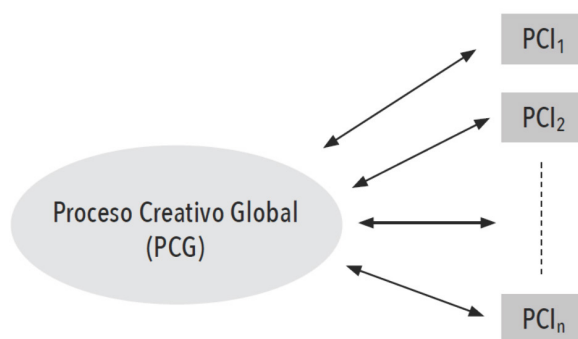 PCI₁
PCI₂
Proceso Creativo Global
(PCG)
PCIₙ